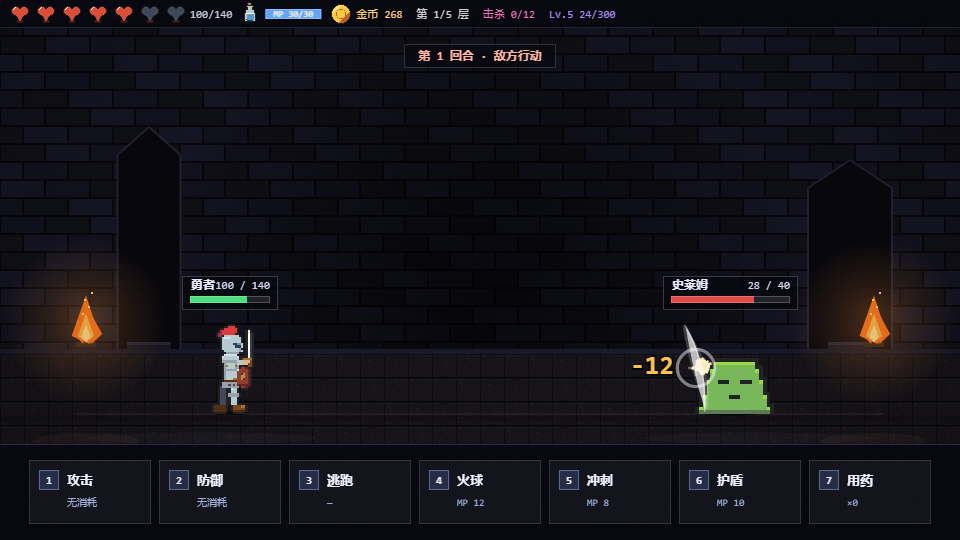 100/140 MP 30/30 金币 268 第 1/5 层 击杀 0/12 Lv.5 24/300
第 1 回合 · 敌方行动
勇者100 / 140
史莱姆 28 / 40
-12
1 攻击
无消耗
2 防御
无消耗
3 逃跑
—
4 火球
MP 12
5 冲刺
MP 8
6 护盾
MP 10
7 用药
×0